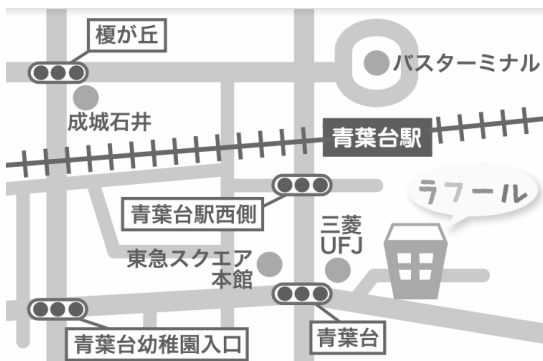 榎が丘
バスターミナル
成城石井
青葉台駅
ラフール
青葉台駅西側
三菱
UFJ
東急スクエア
本館
青葉台
青葉台幼稚園入口